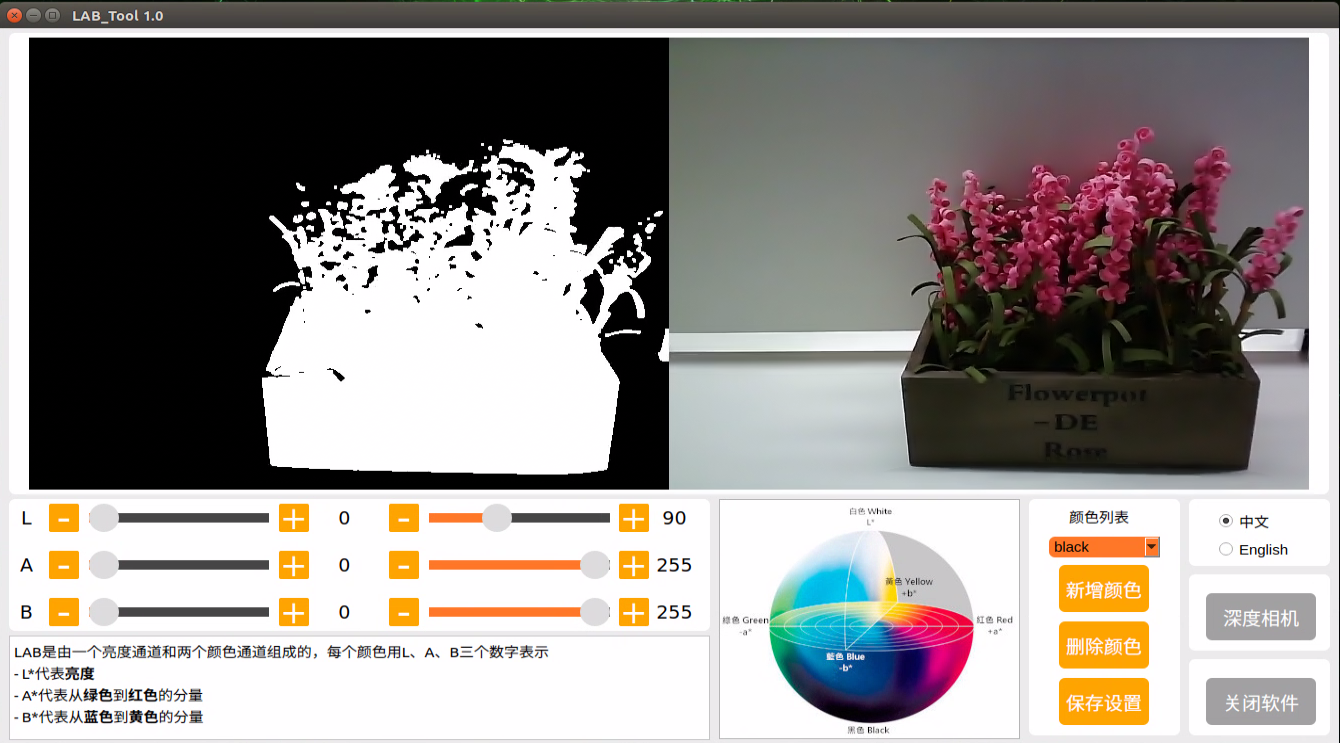 LAB_Tool 1.0
Flowerpot
-DE
Rose
L - + 0 - + 90
A - + 0 - + 255
B - + 0 - + 255
LAB是由一个亮度通道和两个颜色通道组成的，每个颜色用L、A、B三个数字表示
- L*代表亮度
- A*代表从绿色到红色的分量
- B*代表从蓝色到黄色的分量
白色 White
L*
黃色 Yellow
+b*
綠色 Green
-a*
紅色 Red
+a*
藍色 Blue
-b*
黑色 Black
颜色列表
black
新增颜色
删除颜色
保存设置
中文
English
深度相机
关闭软件